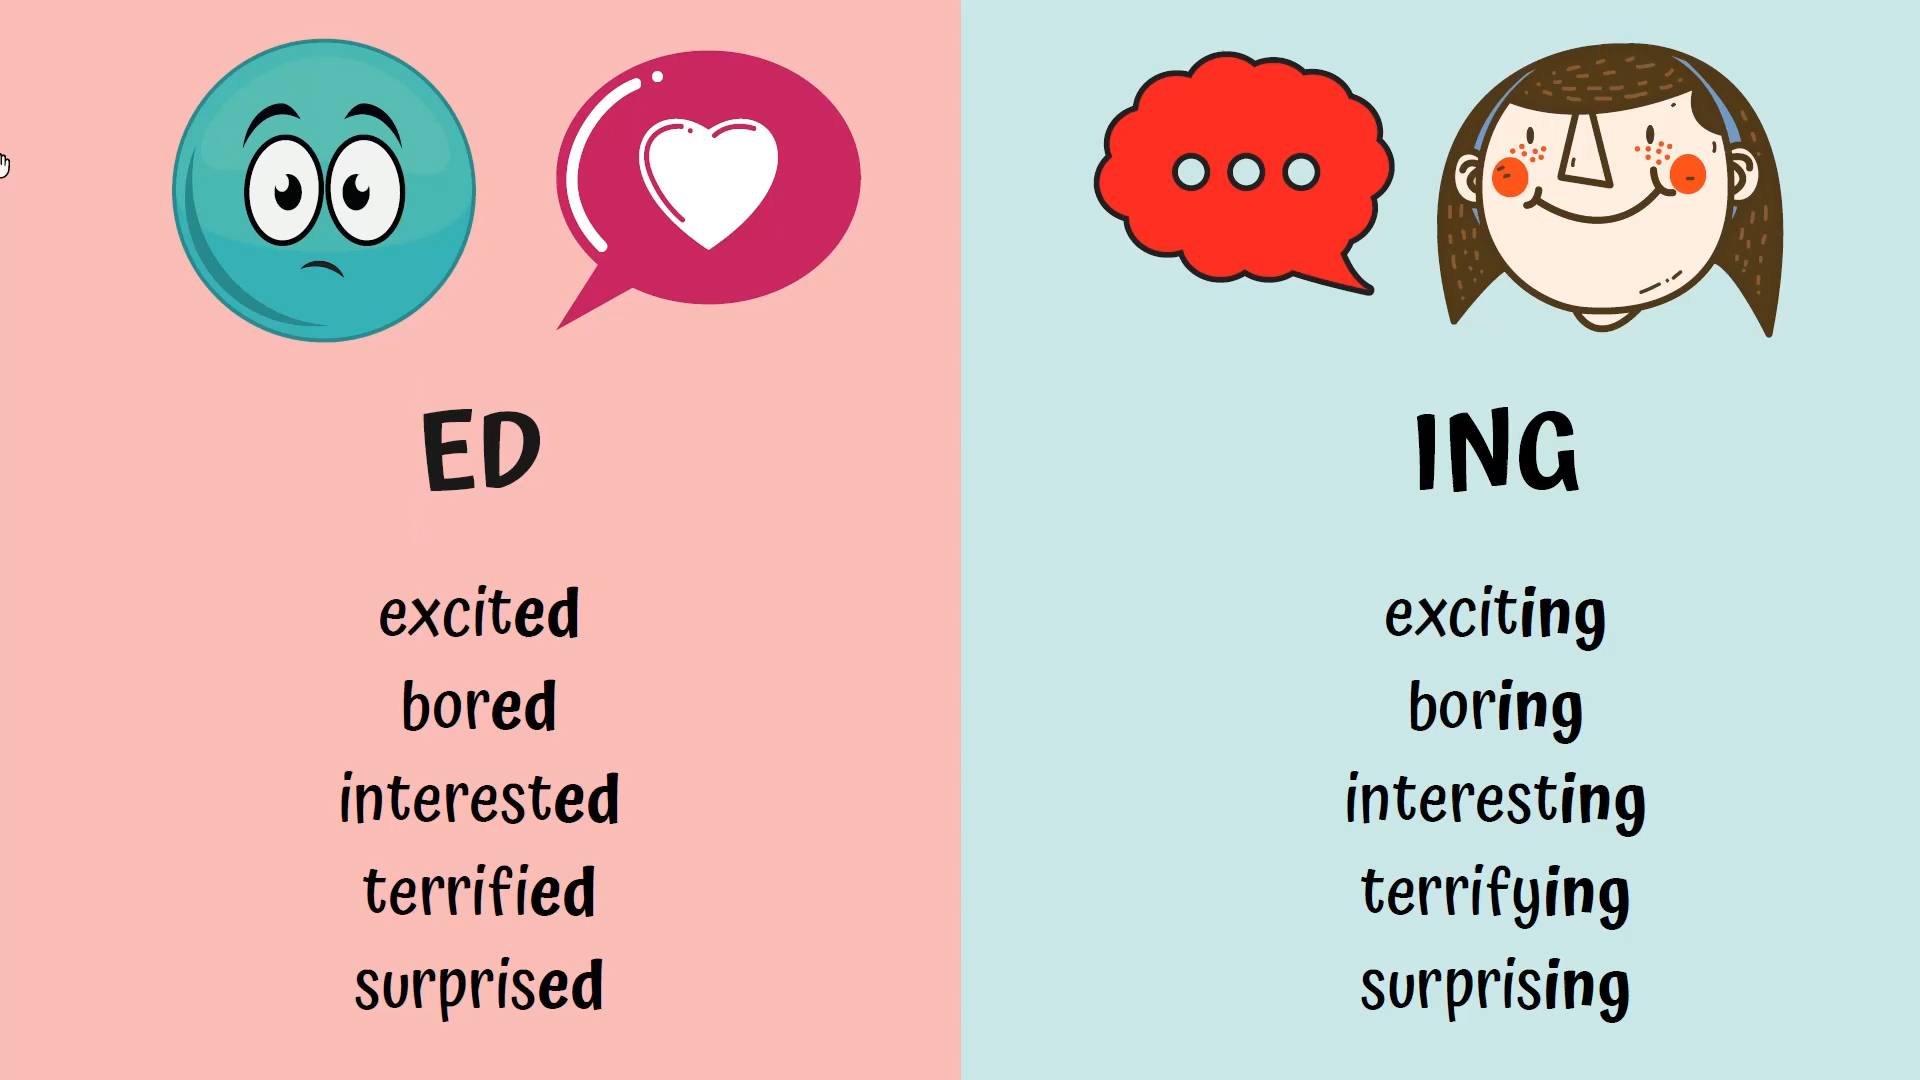 ED
excited
bored
interested
terrified
surprised
ING
exciting
boring
interesting
terrifying
surprising